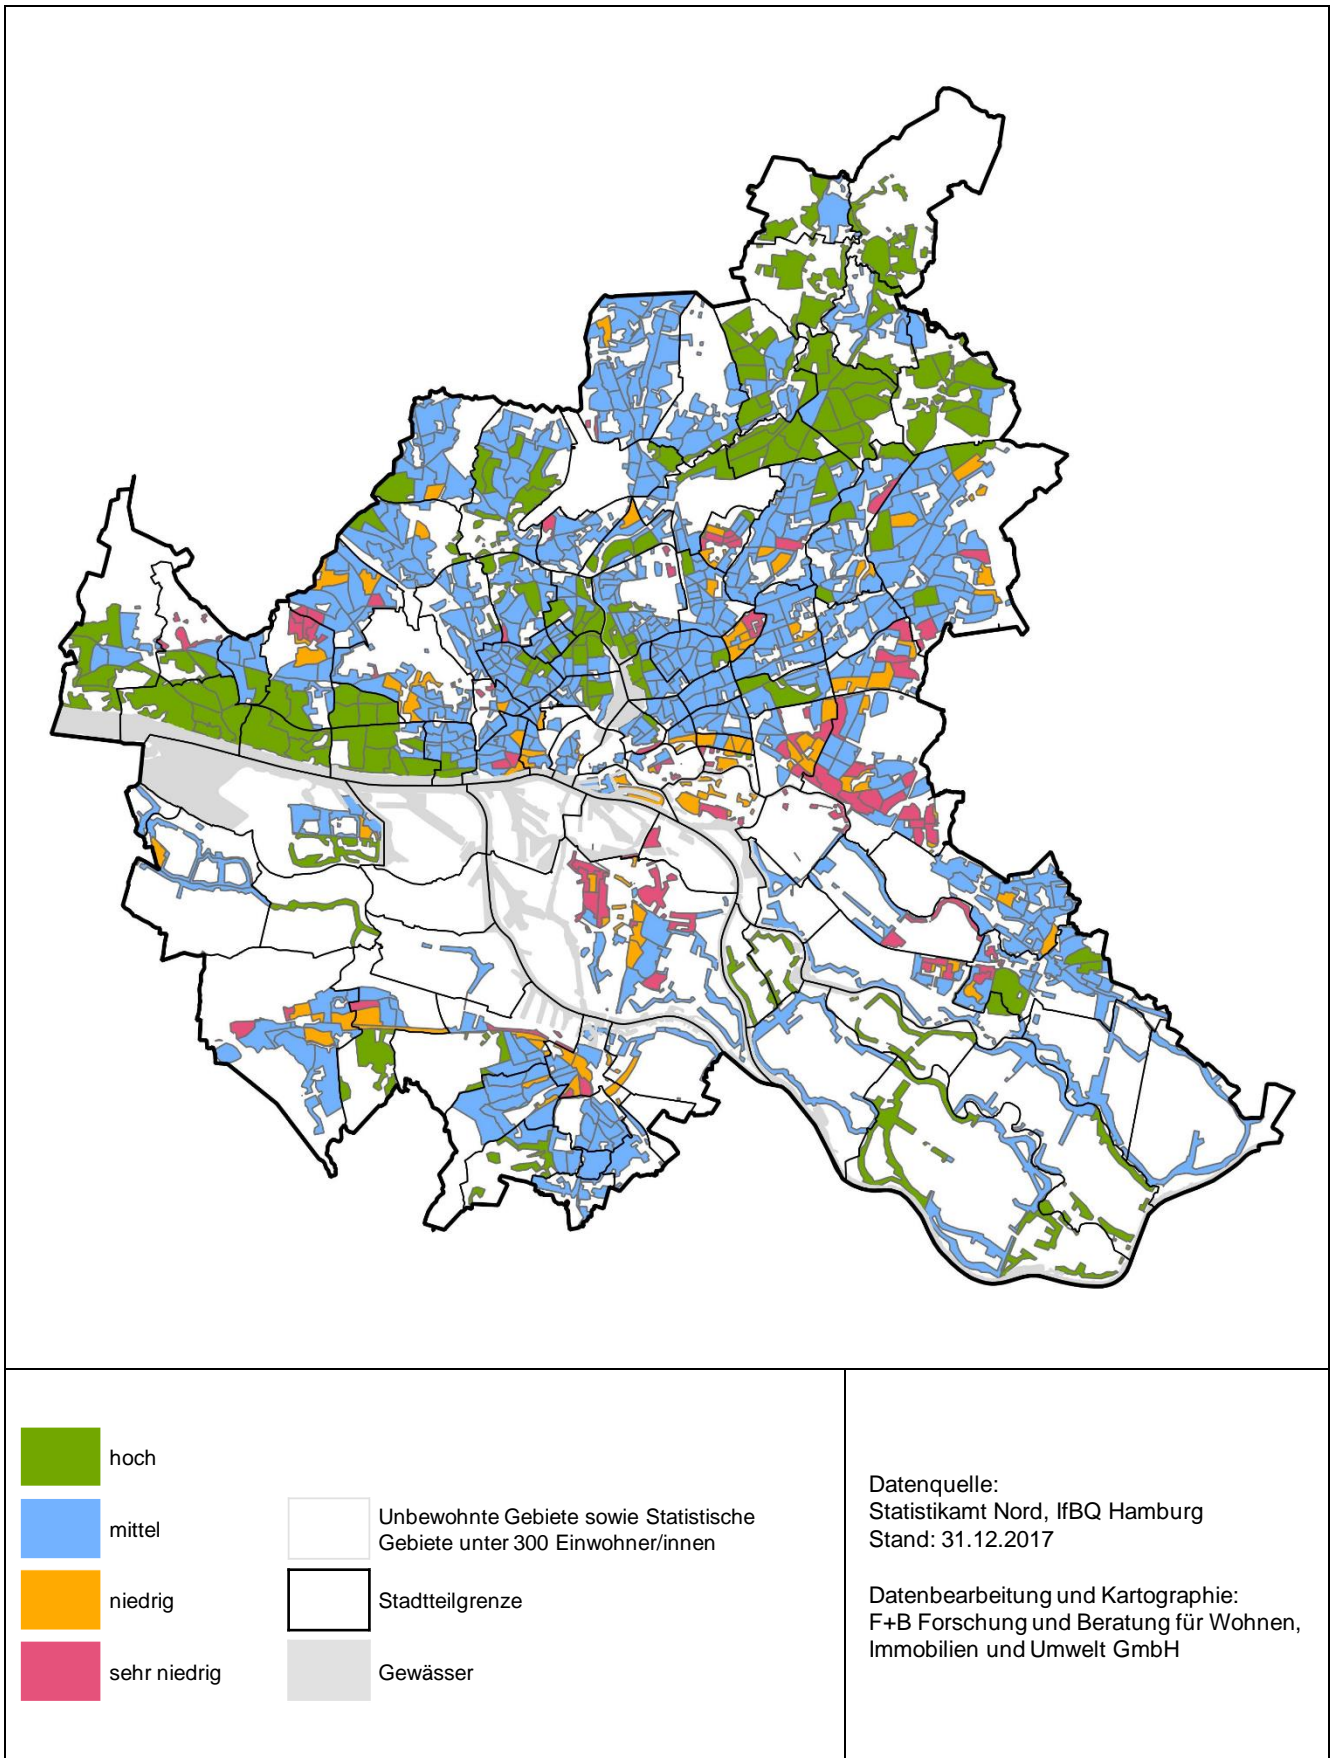 hoch
mittel
niedrig
sehr niedrig
Unbewohnte Gebiete sowie Statistische
Gebiete unter 300 Einwohner/innen
Stadtteilgrenze
Gewässer
Datenquelle:
Statistikamt Nord, IfBQ Hamburg
Stand: 31.12.2017
Datenbearbeitung und Kartographie:
F+B Forschung und Beratung für Wohnen,
Immobilien und Umwelt GmbH